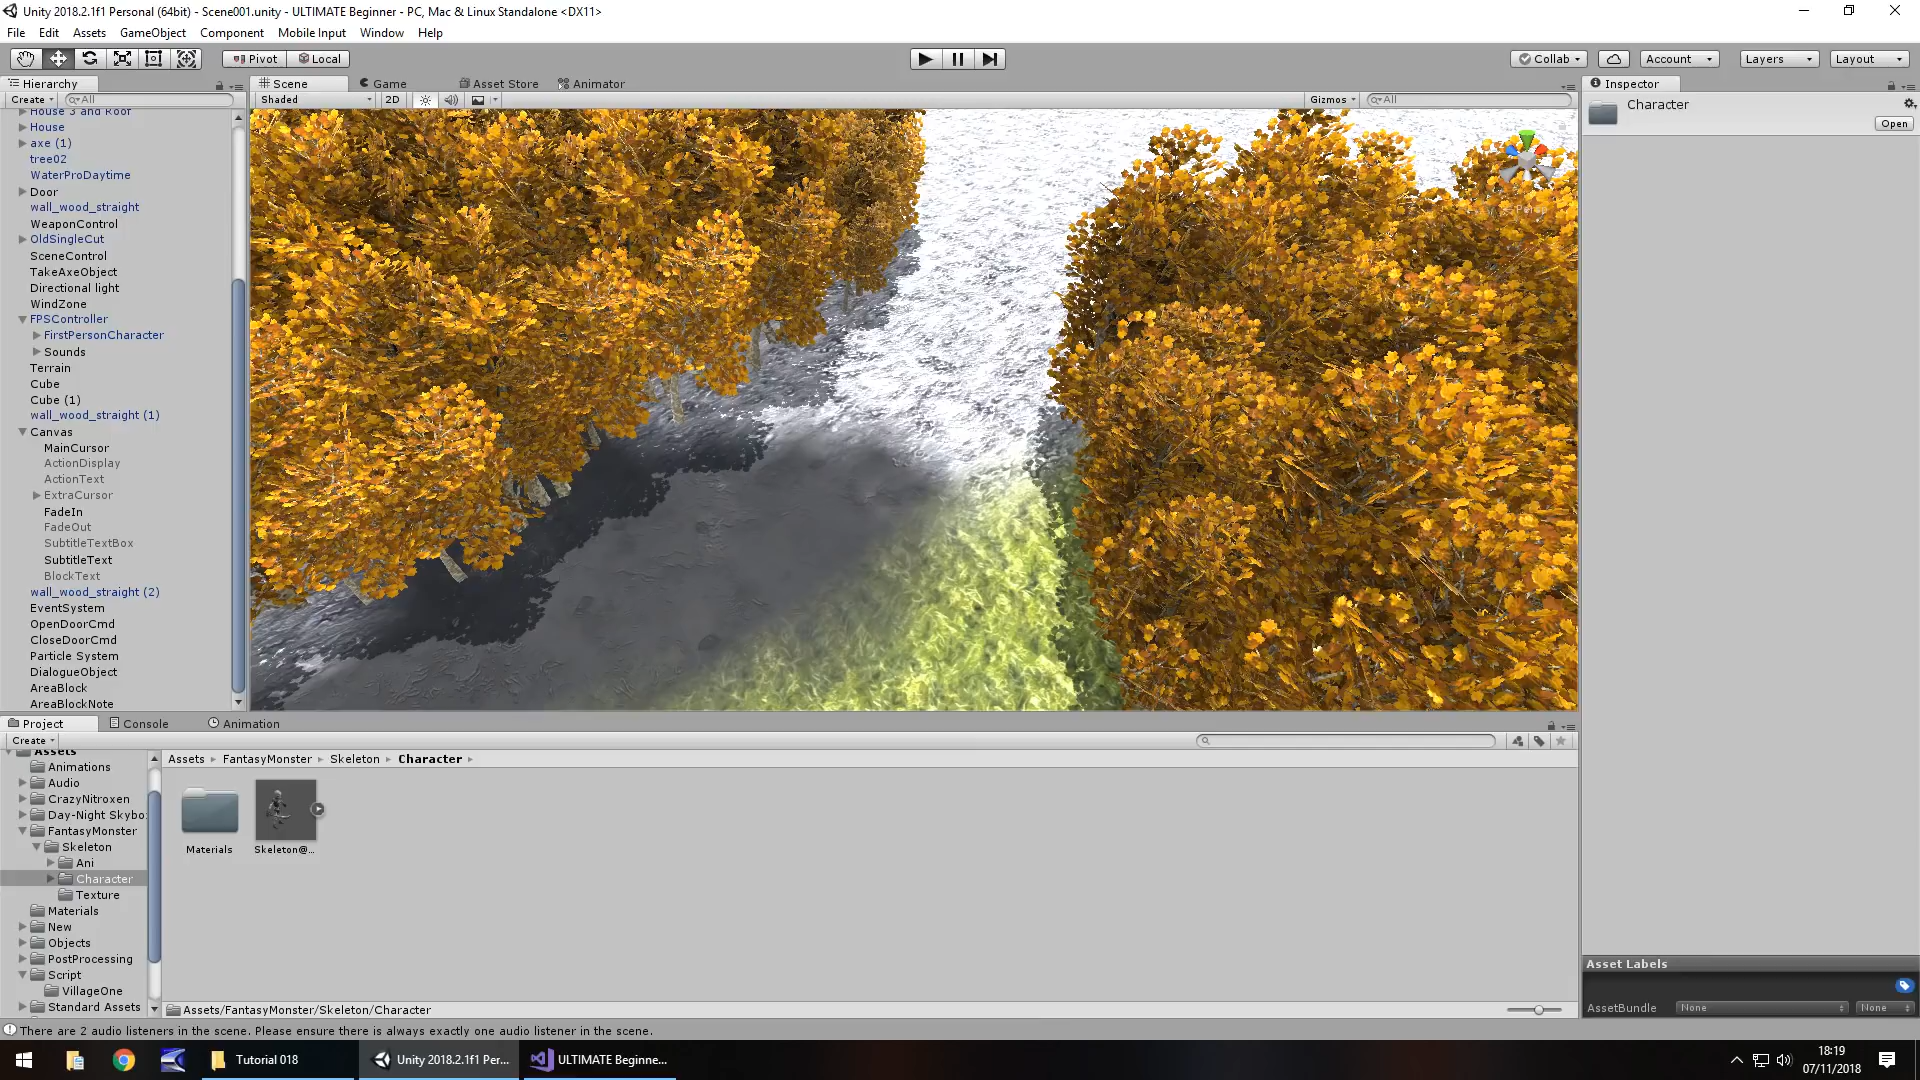 Unity 2018.2.1f1 Personal (64bit) - Scene001.unity - ULTIMATE Beginner - PC, Mac & Linux Standalone <DX11>
File Edit Assets GameObject Component Mobile Input Window Help
Pivot Local Collab Account Layers Layout
Hierarchy Scene Game Asset Store Animator Inspector
Create All Shaded 2D Gizmos All
Character
Open
House 3 and Roof
House
axe (1)
tree02
WaterProDaytime
Door
wall_wood_straight
WeaponControl
OldSingleCut
SceneControl
TakeAxeObject
Directional light
WindZone
FPSController
FirstPersonCharacter
Sounds
Terrain
Cube
Cube (1)
wall_wood_straight (1)
Canvas
MainCursor
ActionDisplay
ActionText
ExtraCursor
FadeIn
FadeOut
SubtitleTextBox
SubtitleText
BlockText
wall_wood_straight (2)
EventSystem
OpenDoorCmd
CloseDoorCmd
Particle System
DialogueObject
AreaBlock
AreaBlockNote
Persp
Project Console Animation
Create
Assets
Animations
Audio
CrazyNitroxen
Day-Night Skybo
FantasyMonster
Skeleton
Ani
Character
Texture
Materials
New
Objects
PostProcessing
Script
VillageOne
Standard Assets
Assets FantasyMonster Skeleton Character
Materials Skeleton@...
Assets/FantasyMonster/Skeleton/Character
Asset Labels
AssetBundle None None
There are 2 audio listeners in the scene. Please ensure there is always exactly one audio listener in the scene.
Tutorial 018 Unity 2018.2.1f1 Per... ULTIMATE Beginne...
18:19
07/11/2018